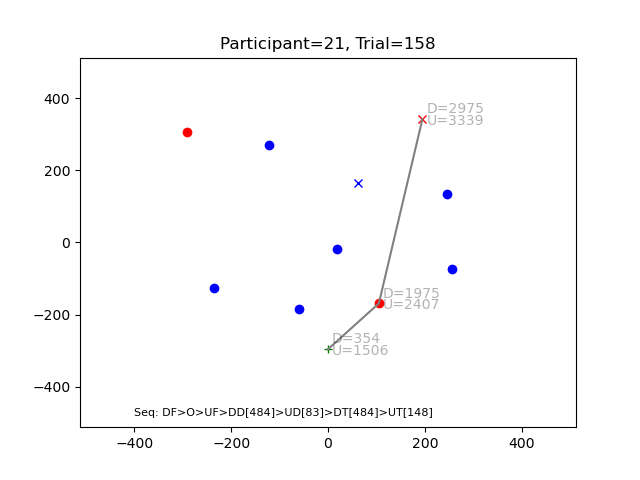 Participant=21, Trial=158
400
200
0
−200
−400
D=2975
U=3339
D=1975
U=2407
D=354
U=1506
Seq: DF>O>UF>DD[484]>UD[83]>DT[484]>UT[148]
−400 −200 0 200 400